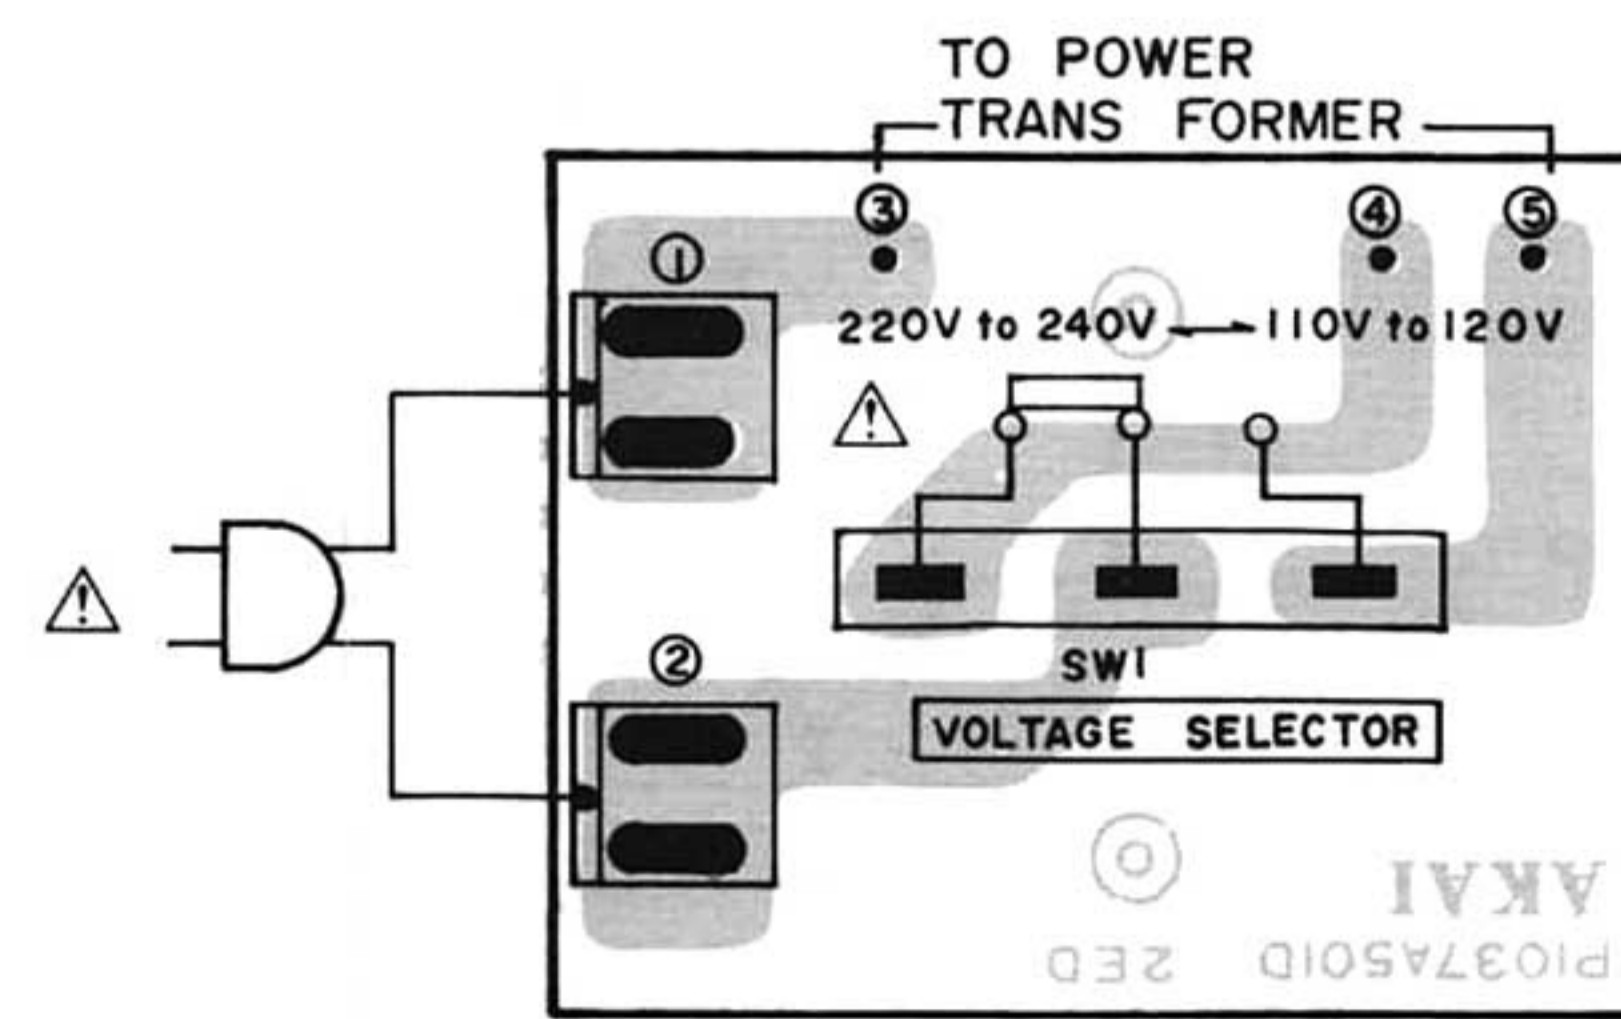 TO POWER
TRANS FORMER
③ ④ ⑤
①
220V to 240V ⟷ 110V to 120V
②
SW1
VOLTAGE SELECTOR
AKAI
P1037A501D 2ED